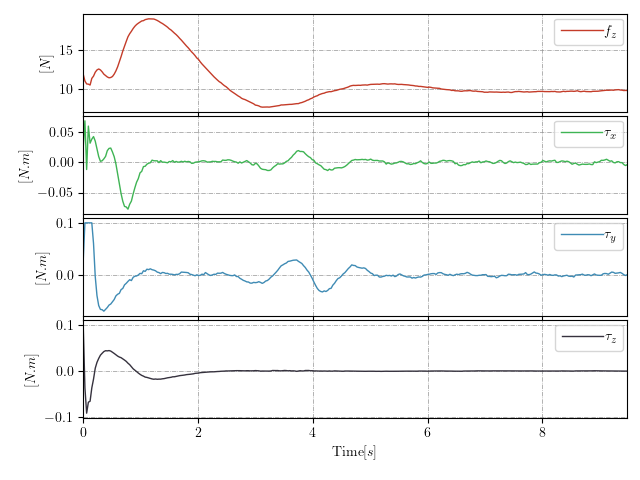 15
10
[N]
f_z
0.05
0.00
−0.05
[N.m]
τ_x
0.1
0.0
[N.m]
τ_y
0.1
0.0
−0.1
[N.m]
τ_z
0 2 4 6 8
Time[s]